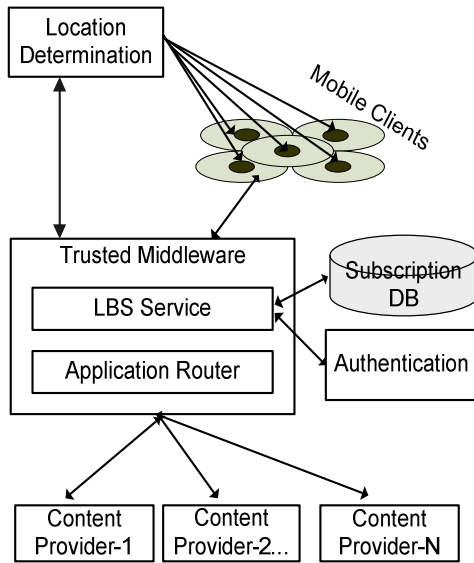 Location
Determination
Mobile Clients
Trusted Middleware
LBS Service
Application Router
Subscription
DB
Authentication
Content
Provider-1
Content
Provider-2...
Content
Provider-N